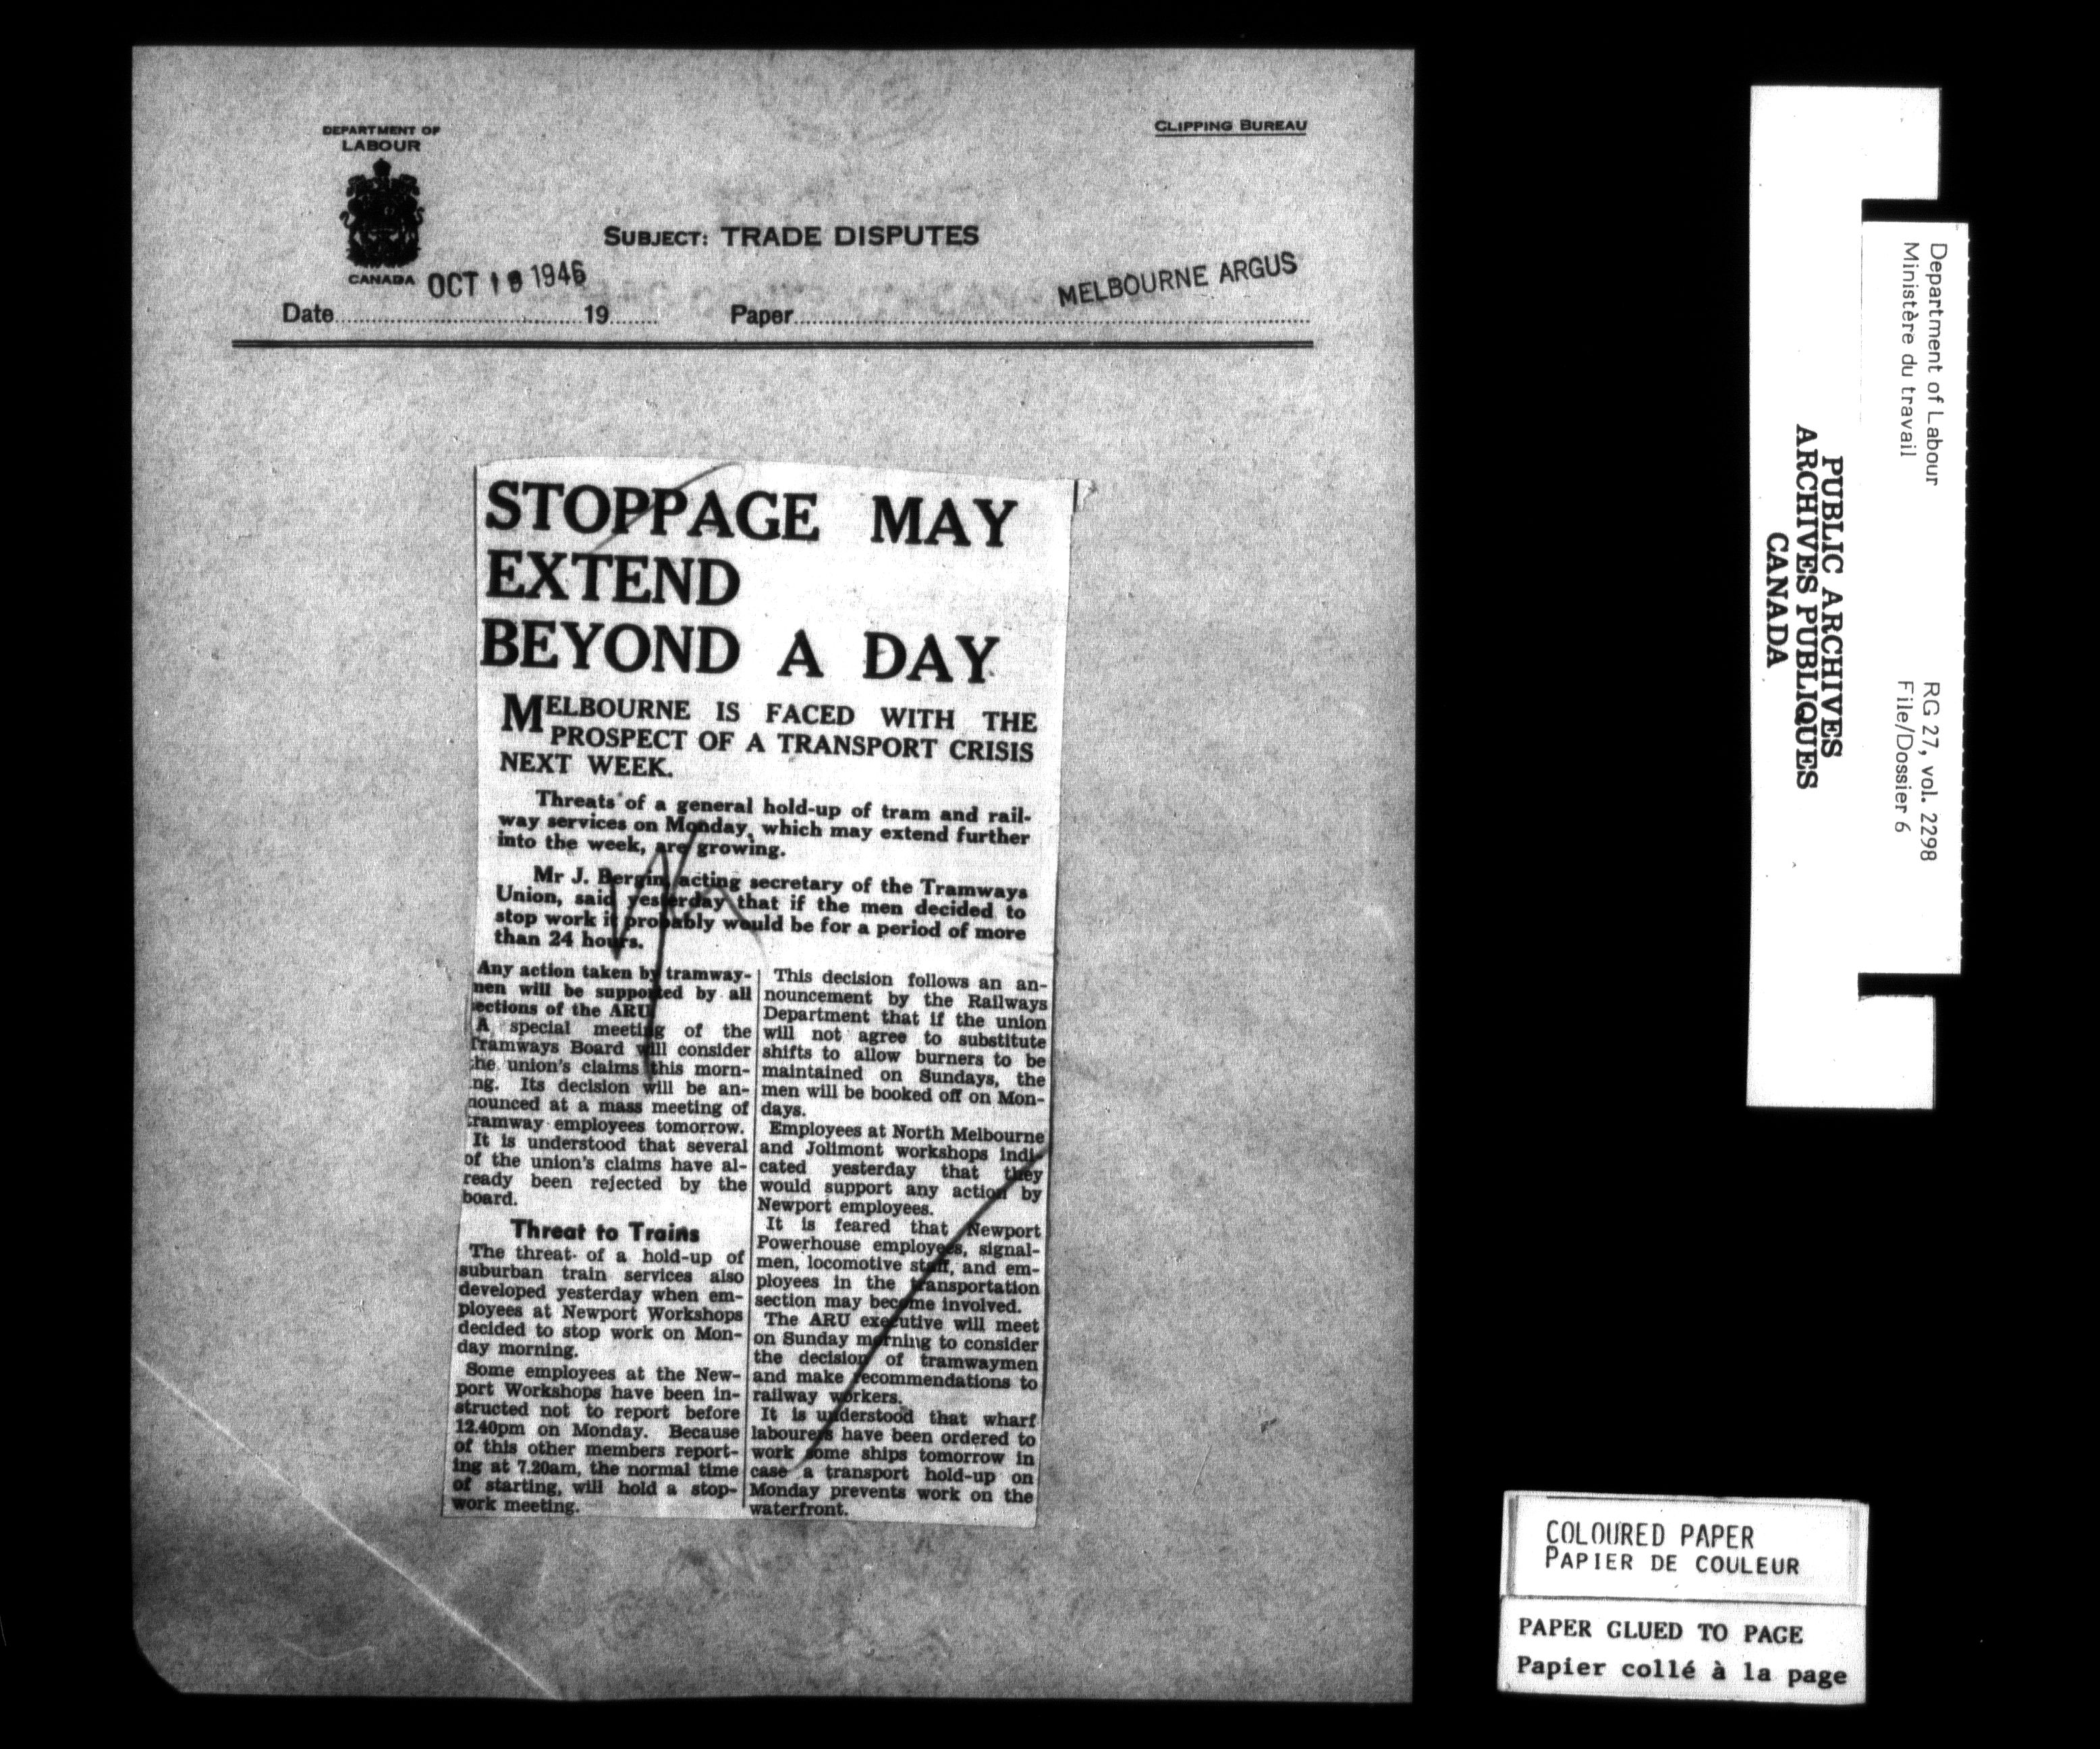 DEPARTMENT OF
LABOUR
CANADA
CLIPPING BUREAU
SUBJECT: TRADE DISPUTES
OCT 1 1946
MELBOURNE ARGUS
Date 19 Paper
STOPPAGE MAY
EXTEND
BEYOND A DAY
MELBOURNE IS FACED WITH THE
PROSPECT OF A TRANSPORT CRISIS
NEXT WEEK.
Threats of a general hold-up of tram and rail-
way services on Monday, which may extend further
into the week, are growing.
Mr J. Bergin, acting secretary of the Tramways
Union, said yesterday that if the men decided to
stop work it probably would be for a period of more
than 24 hours.
Any action taken by tramway-
men will be supported by all
ections of the ARU.
A special meeting of the
Tramways Board will consider
he union's claims this morn-
ng. Its decision will be an-
nounced at a mass meeting of
tramway employees tomorrow.
It is understood that several
of the union's claims have al-
ready been rejected by the
board.
Threat to Trains
The threat of a hold-up of
suburban train services also
developed yesterday when em-
ployees at Newport Workshops
decided to stop work on Mon-
day morning.
Some employees at the New-
port Workshops have been in-
structed not to report before
12.40pm on Monday. Because
of this other members report-
ing at 7.20am, the normal time
of starting, will hold a stop-
work meeting.
This decision follows an an-
nouncement by the Railways
Department that if the union
will not agree to substitute
shifts to allow burners to be
maintained on Sundays, the
men will be booked off on Mon-
days.
Employees at North Melbourne
and Jolimont workshops indi-
cated yesterday that they
would support any action by
Newport employees.
It is feared that Newport
Powerhouse employees, signal-
men, locomotive staff, and em-
ployees in the transportation
section may become involved.
The ARU executive will meet
on Sunday morning to consider
the decision of tramwaymen
and make recommendations to
railway workers.
It is understood that wharf
labourers have been ordered to
work some ships tomorrow in
case a transport hold-up on
Monday prevents work on the
waterfront.
Department of Labour
Ministère du travail
RG 27, vol. 2298
File/Dossier 6
PUBLIC ARCHIVES
ARCHIVES PUBLIQUES
CANADA
COLOURED PAPER
PAPIER DE COULEUR
PAPER GLUED TO PAGE
Papier collé à la page